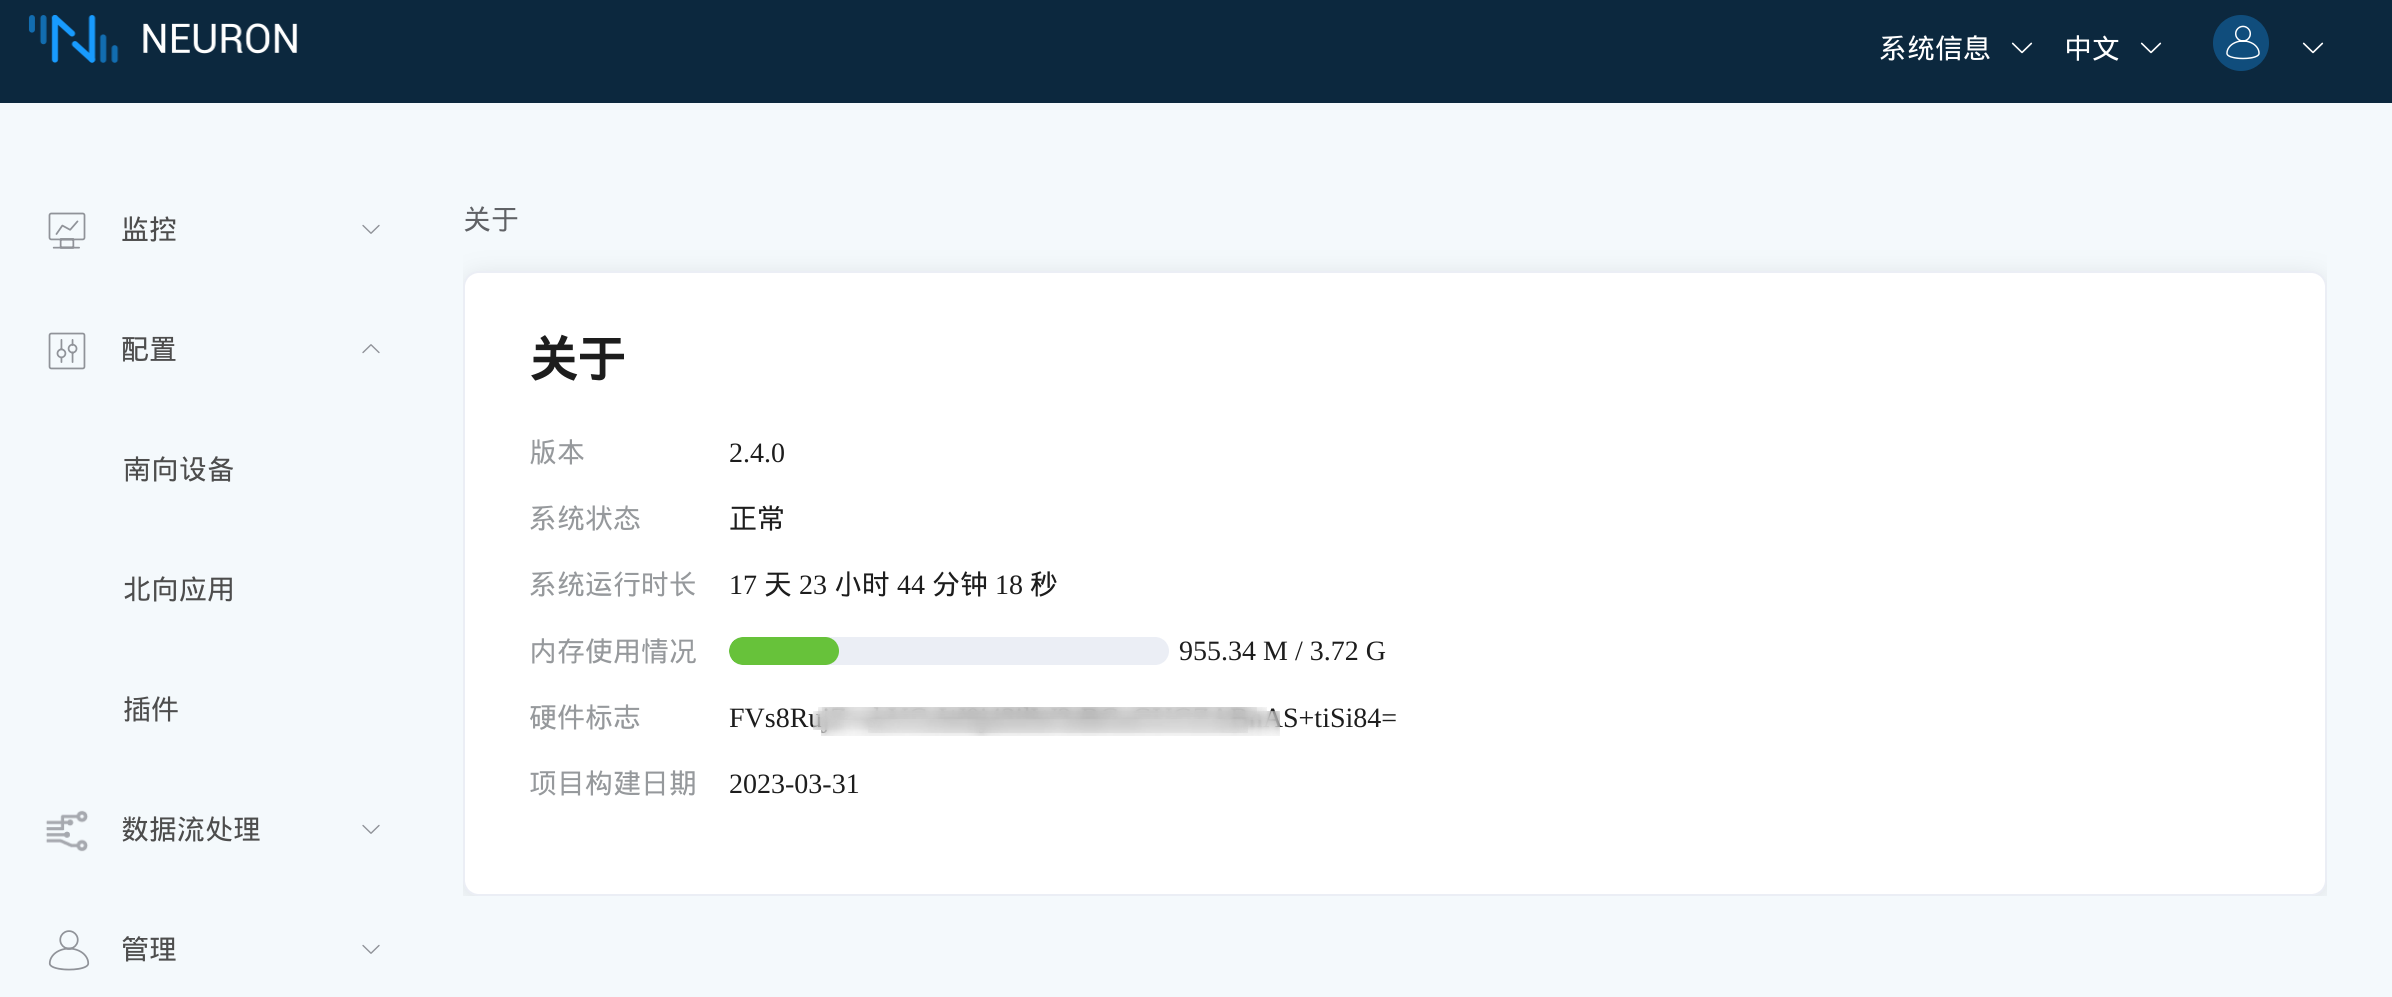 NEURON
系统信息 中文
监控
配置
南向设备
北向应用
插件
数据流处理
管理
关于
关于
版本 2.4.0
系统状态 正常
系统运行时长 17 天 23 小时 44 分钟 18 秒
内存使用情况 955.34 M / 3.72 G
硬件标志 FVs8Ru AS+tiSi84=
项目构建日期 2023-03-31